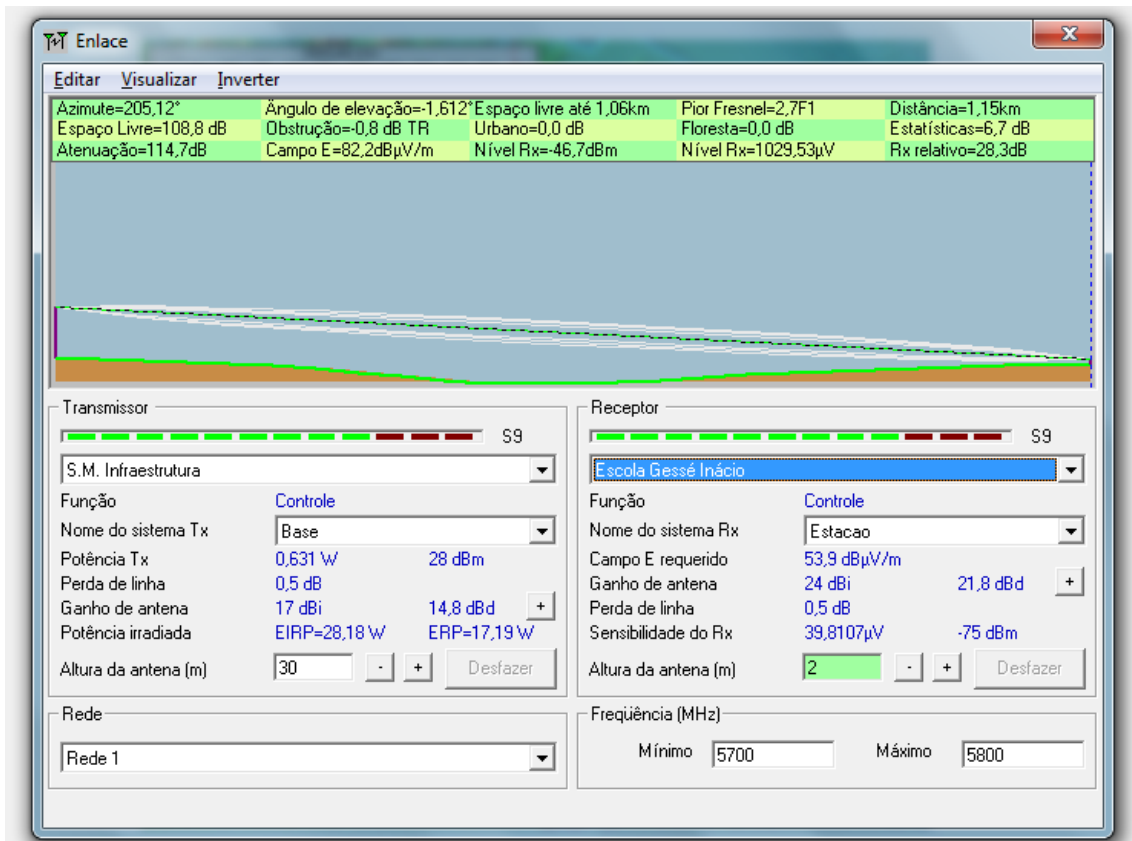 Enlace
x
Editar Visualizar Inverter
Azimute=205,12° Ângulo de elevação=-1,612° Espaço livre até 1,06km Pior Fresnel=2,7F1 Distância=1,15km
Espaço Livre=108,8 dB Obstrução=-0,8 dB TR Urbano=0,0 dB Floresta=0,0 dB Estatísticas=6,7 dB
Atenuação=114,7dB Campo E=82,2dBµV/m Nível Rx=-46,7dBm Nível Rx=1029,53µV Rx relativo=28,3dB
Transmissor
S9
S.M. Infraestrutura
Função Controle
Nome do sistema Tx Base
Potência Tx 0,631 W 28 dBm
Perda de linha 0,5 dB
Ganho de antena 17 dBi 14,8 dBd +
Potência irradiada EIRP=28,18 W ERP=17,19 W
Altura da antena (m) 30 - + Desfazer
Receptor
S9
Escola Gessé Inácio
Função Controle
Nome do sistema Rx Estacao
Campo E requerido 53,9 dBµV/m
Ganho de antena 24 dBi 21,8 dBd +
Perda de linha 0,5 dB
Sensibilidade do Rx 39,8107µV -75 dBm
Altura da antena (m) 2 - + Desfazer
Rede
Rede 1
Freqüência (MHz)
Mínimo 5700 Máximo 5800